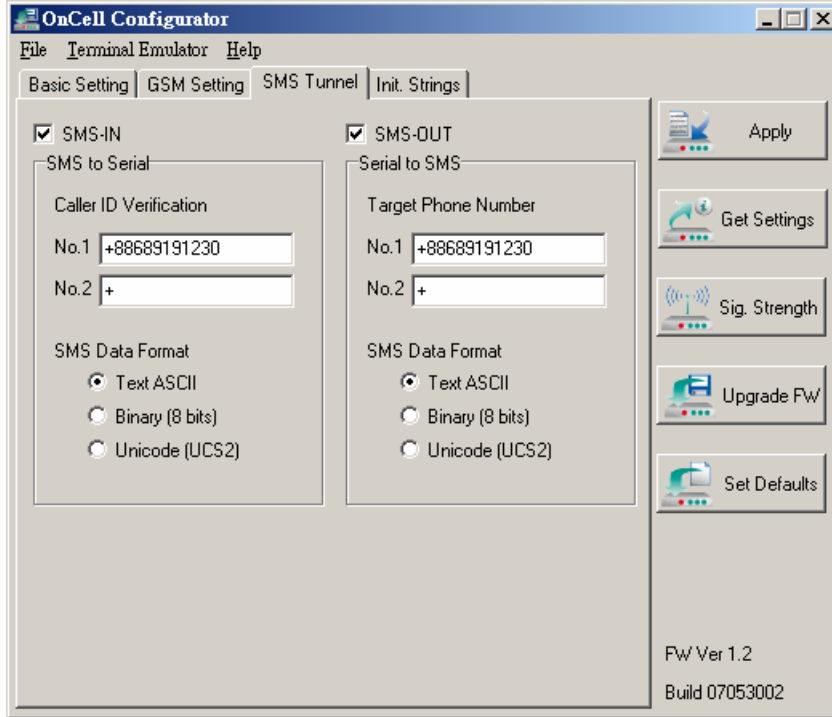 OnCell Configurator
File Terminal Emulator Help
Basic Setting GSM Setting SMS Tunnel Init. Strings
SMS-IN
SMS to Serial
Caller ID Verification
No.1 +88689191230
No.2 +
SMS Data Format
Text ASCII
Binary (8 bits)
Unicode (UCS2)
SMS-OUT
Serial to SMS
Target Phone Number
No.1 +88689191230
No.2 +
SMS Data Format
Text ASCII
Binary (8 bits)
Unicode (UCS2)
Apply
Get Settings
Sig. Strength
Upgrade FW
Set Defaults
FW Ver 1.2
Build 07053002